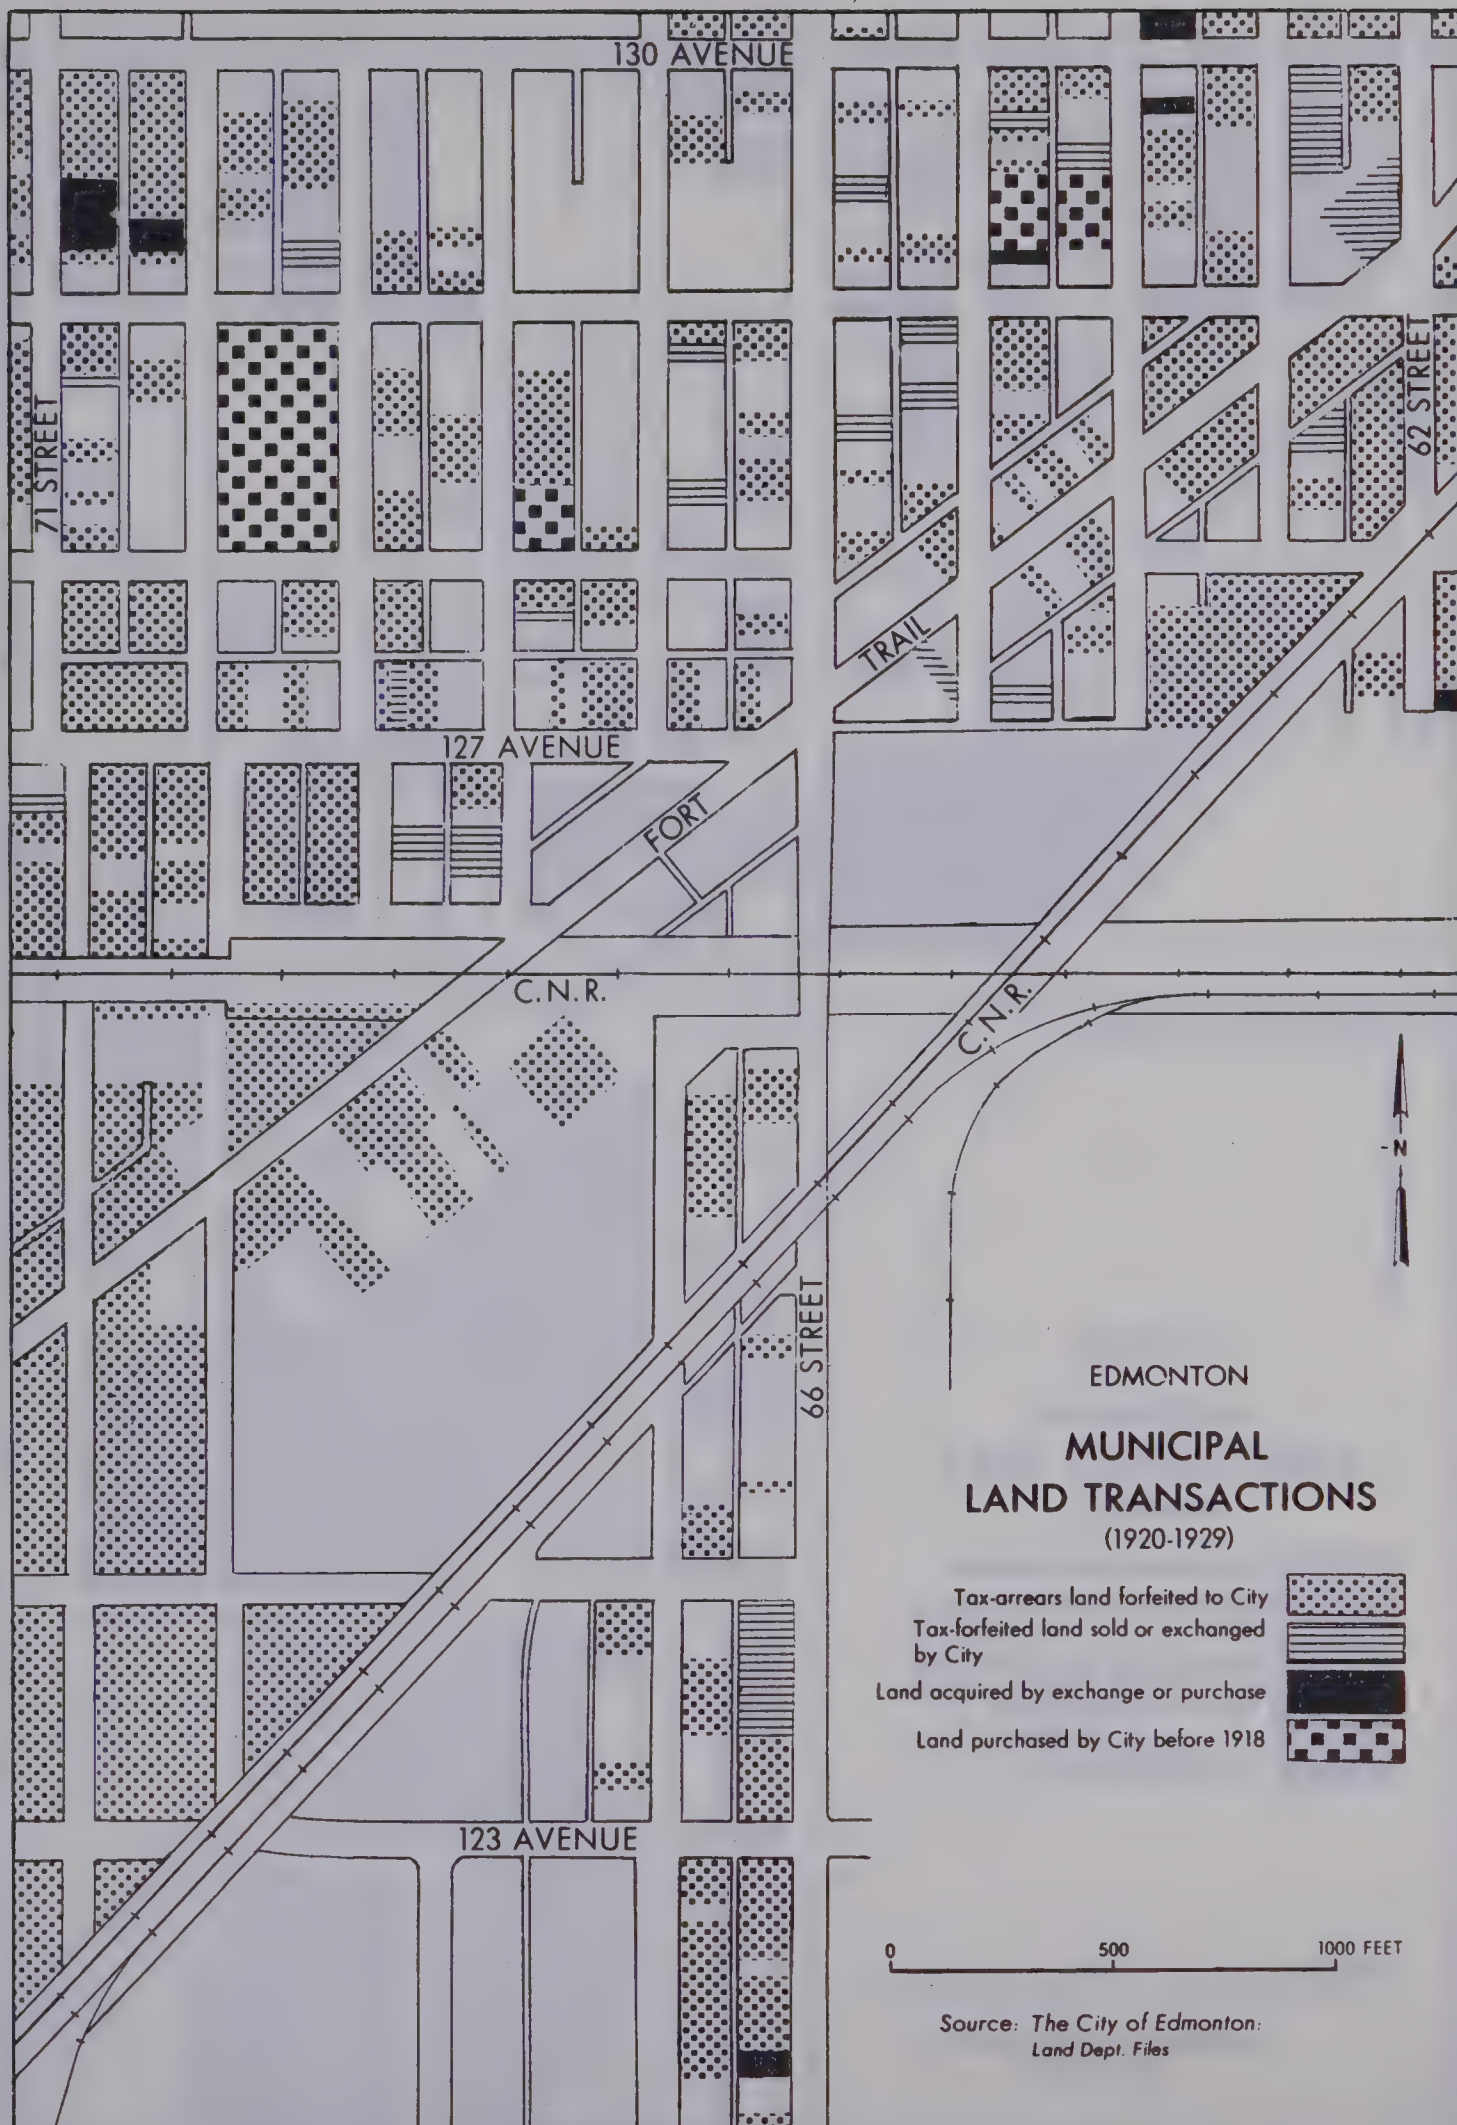 130 AVENUE
71 STREET
62 STREET
TRAIL
127 AVENUE
FORT
C.N.R.
C.N.R.
N
66 STREET
EDMONTON
MUNICIPAL
LAND TRANSACTIONS
(1920-1929)
Tax-arrears land forfeited to City
Tax-forfeited land sold or exchanged
by City
Land acquired by exchange or purchase
Land purchased by City before 1918
123 AVENUE
0 500 1000 FEET
Source: The City of Edmonton:
Land Dept. Files